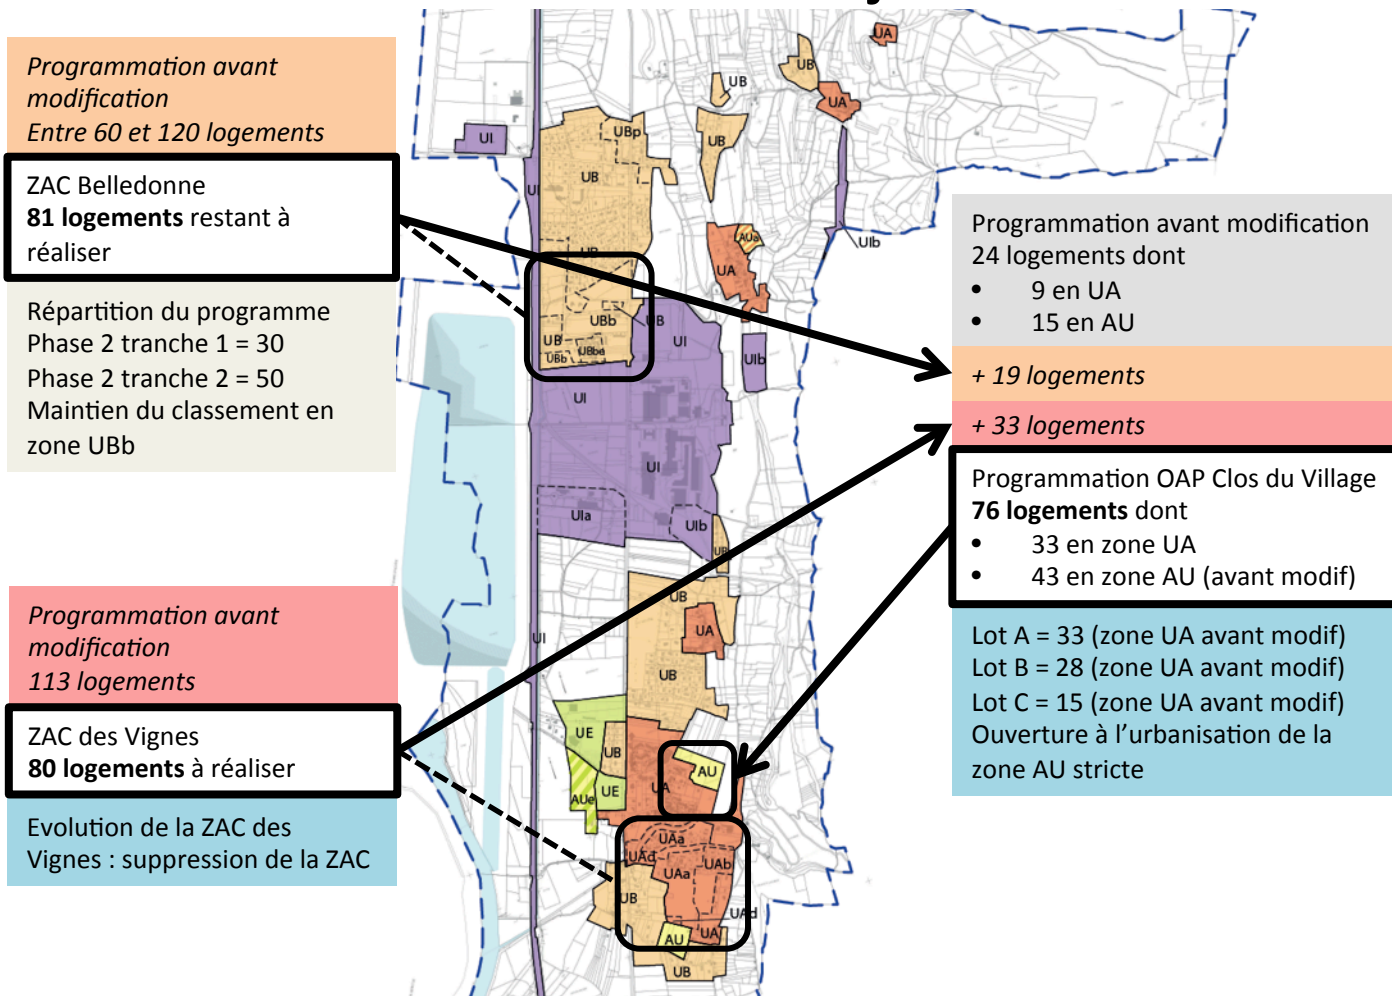 Programmation avant
modification
Entre 60 et 120 logements
ZAC Belledonne
81 logements restant à
réaliser
Répartition du programme
Phase 2 tranche 1 = 30
Phase 2 tranche 2 = 50
Maintien du classement en
zone UBb
Programmation avant
modification
113 logements
ZAC des Vignes
80 logements à réaliser
Evolution de la ZAC des
Vignes : suppression de la ZAC
UA
UB
UB
UA
UI
UBp
UB
UB
UI
UIb
AUa
UA
UB
UBb
UB
UB
UBb
UBba
UI
UIb
UI
UI
UIa
UIb
UB
UB
UA
UI
UB
UE
UB
AU
UA
UE
AUe
UAa
UAd
UAb
UAa
UB
UAd
UA
AU
UB
Programmation avant modification
24 logements dont
• 9 en UA
• 15 en AU
+ 19 logements
+ 33 logements
Programmation OAP Clos du Village
76 logements dont
• 33 en zone UA
• 43 en zone AU (avant modif)
Lot A = 33 (zone UA avant modif)
Lot B = 28 (zone UA avant modif)
Lot C = 15 (zone UA avant modif)
Ouverture à l’urbanisation de la
zone AU stricte